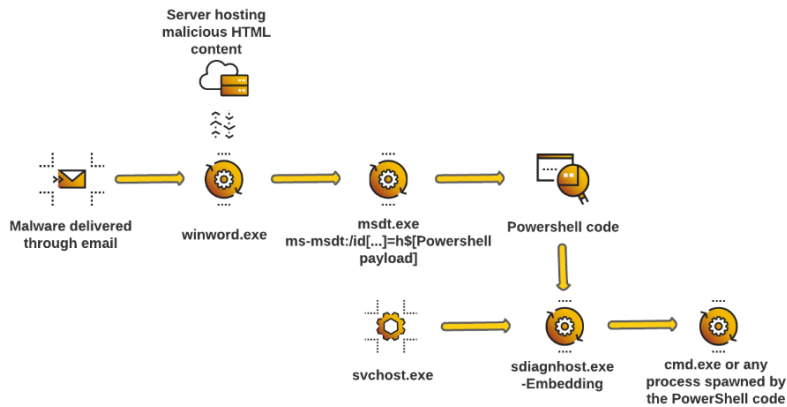 Server hosting
malicious HTML
content
Malware delivered
through email
winword.exe
msdt.exe
ms-msdt:/id[...]=h$[Powershell
payload]
Powershell code
svchost.exe
sdiagnhost.exe
-Embedding
cmd.exe or any
process spawned by
the PowerShell code